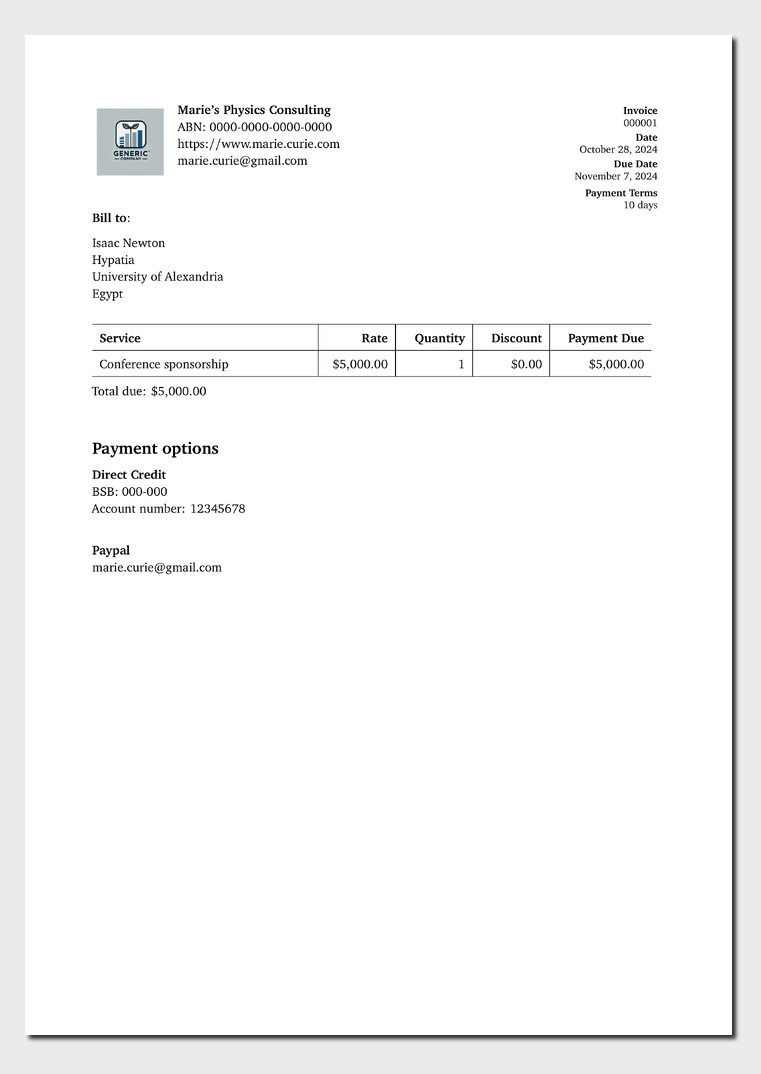 GENERIC
COMPANY
Marie’s Physics Consulting
ABN: 0000-0000-0000-0000
https://www.marie.curie.com
marie.curie@gmail.com
Invoice
000001
Date
October 28, 2024
Due Date
November 7, 2024
Payment Terms
10 days
Bill to:
Isaac Newton
Hypatia
University of Alexandria
Egypt
Service Rate Quantity Discount Payment Due
Conference sponsorship $5,000.00 1 $0.00 $5,000.00
Total due: $5,000.00
Payment options
Direct Credit
BSB: 000-000
Account number: 12345678
Paypal
marie.curie@gmail.com